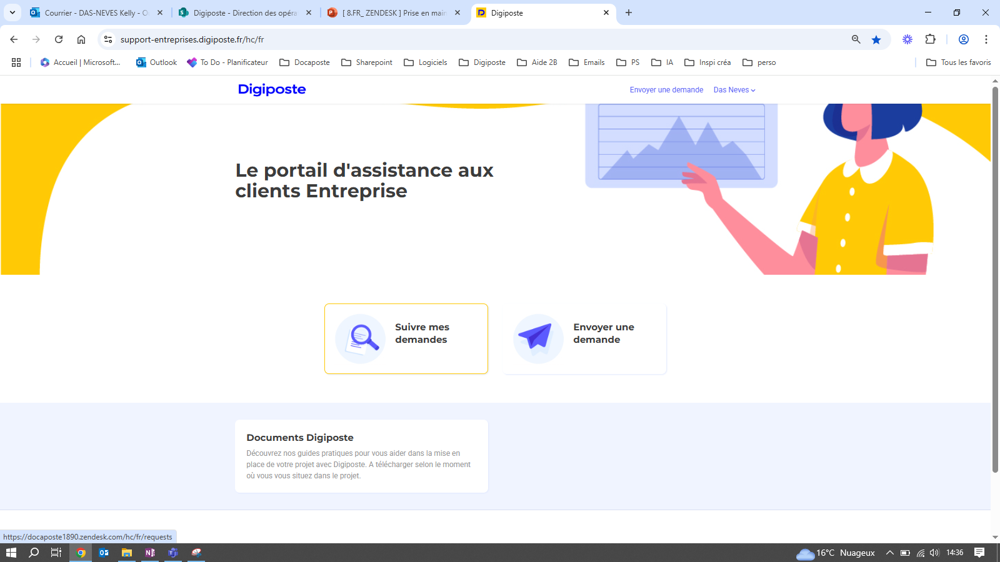 Courrier - DAS-NEVES Kelly - O
Digiposte - Direction des opéra
[ 8.FR_ ZENDESK ] Prise en main
Digiposte
support-entreprises.digiposte.fr/hc/fr
Accueil | Microsoft...
Outlook
To Do - Planificateur
Docaposte
Sharepoint
Logiciels
Digiposte
Aide 2B
Emails
PS
IA
Inspi créa
perso
Tous les favoris
Digiposte
Envoyer une demande
Das Neves
Le portail d'assistance aux
clients Entreprise
Suivre mes
demandes
Envoyer une
demande
Documents Digiposte
Découvrez nos guides pratiques pour vous aider dans la mise en
place de votre projet avec Digiposte. A télécharger selon le moment
où vous vous situez dans le projet.
https://docaposte1890.zendesk.com/hc/fr/requests
16°C Nuageux
14:36